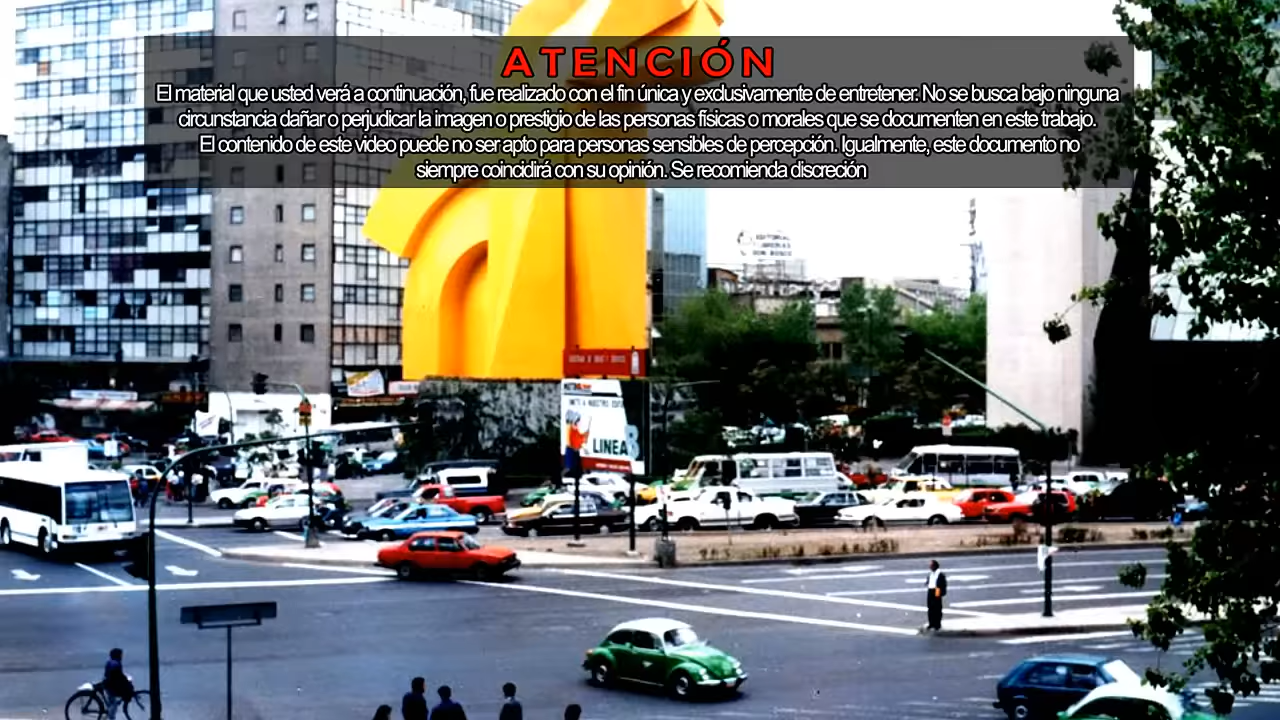 ATENCIÓN
El material que usted verá a continuación, fue realizado con el fin única y exclusivamente de entretener. No se busca bajo ninguna
circunstancia dañar o perjudicar la imagen o prestigio de las personas físicas o morales que se documenten en este trabajo.
El contenido de este video puede no ser apto para personas sensibles de percepción. Igualmente, este documento no
siempre coincidirá con su opinión. Se recomienda discreción
EDITORIAL
DON BOSCO
LINEA 8